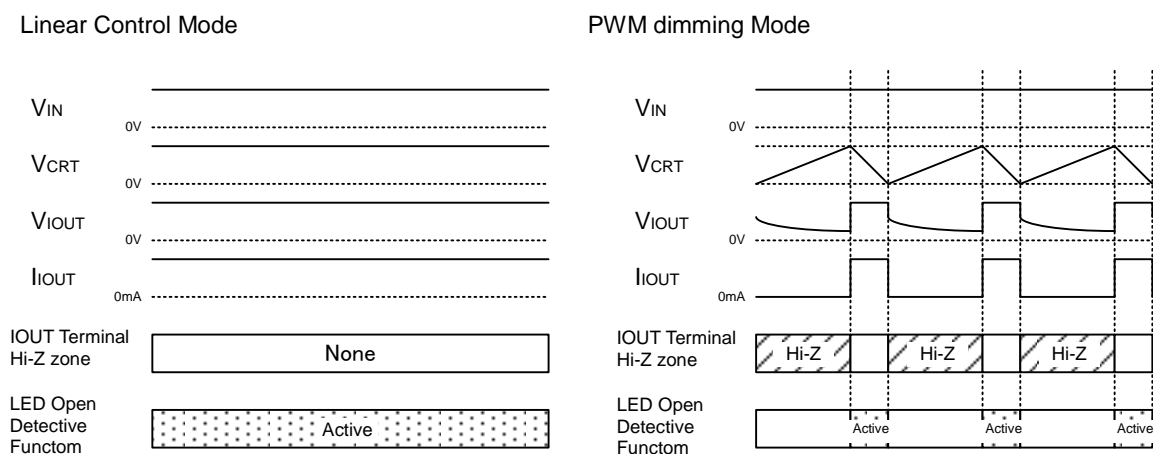 Linear Control Mode
VIN
0V
VCRT
0V
VIOUT
0V
IIOUT
0mA
IOUT Terminal
Hi-Z zone
None
LED Open
Detective
Functom
Active
PWM dimming Mode
VIN
0V
VCRT
VIOUT
0V
IIOUT
0mA
IOUT Terminal
Hi-Z zone
Hi-Z Hi-Z Hi-Z
LED Open
Detective
Functom
Active Active Active